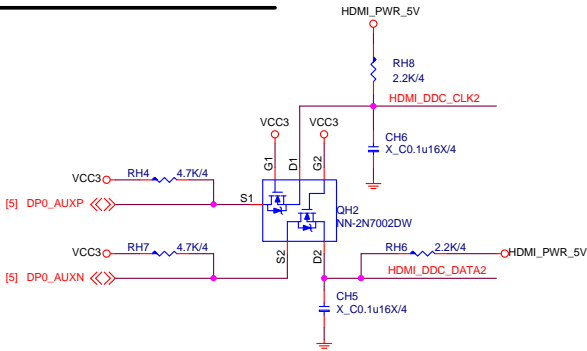 HDMI_PWR_5V
RH8
2.2K/4
HDMI_DDC_CLK2
VCC3
VCC3
CH6
X_C0.1u16X/4
G1
D1
G2
VCC3
RH4
4.7K/4
S1
[5] DP0_AUXP
QH2
NN-2N7002DW
VCC3
RH7
4.7K/4
S2
D2
RH6
2.2K/4
HDMI_PWR_5V
[5] DP0_AUXN
HDMI_DDC_DATA2
CH5
X_C0.1u16X/4